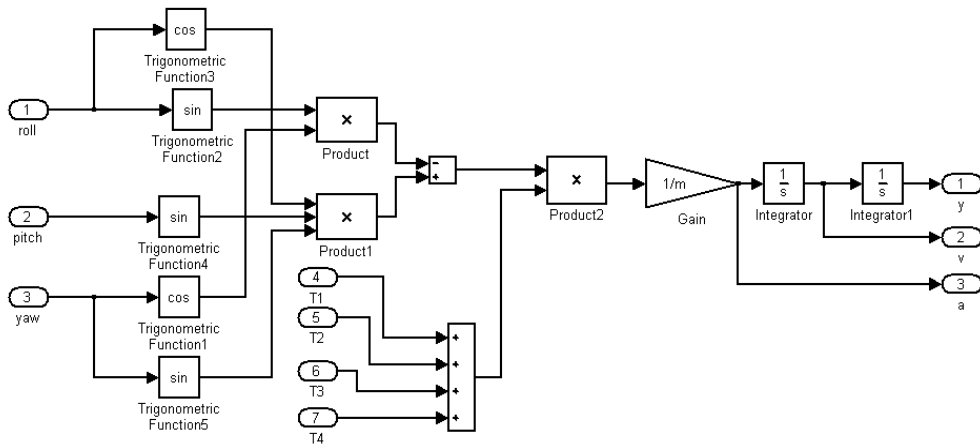 cos
Trigonometric
Function3
1
roll
sin
Trigonometric
Function2
×
Product
-
+
×
Product2
1/m
Gain
1
s
Integrator
1
s
Integrator1
1
y
2
pitch
sin
Trigonometric
Function4
×
Product1
2
v
3
yaw
cos
Trigonometric
Function1
4
T1
3
a
5
T2
sin
Trigonometric
Function5
6
T3
7
T4
+
+
+
+